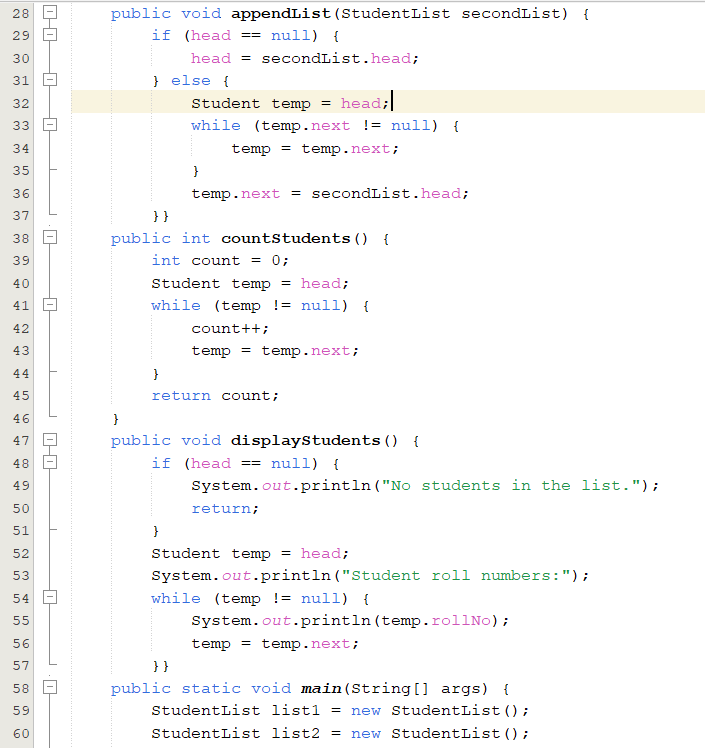 28 public void appendList(StudentList secondList) {
29 if (head == null) {
30 head = secondList.head;
31 } else {
32 Student temp = head;
33 while (temp.next != null) {
34 temp = temp.next;
35 }
36 temp.next = secondList.head;
37 }}
38 public int countStudents() {
39 int count = 0;
40 Student temp = head;
41 while (temp != null) {
42 count++;
43 temp = temp.next;
44 }
45 return count;
46 }
47 public void displayStudents() {
48 if (head == null) {
49 System.out.println("No students in the list.");
50 return;
51 }
52 Student temp = head;
53 System.out.println("Student roll numbers:");
54 while (temp != null) {
55 System.out.println(temp.rollNo);
56 temp = temp.next;
57 }}
58 public static void main(String[] args) {
59 StudentList list1 = new StudentList();
60 StudentList list2 = new StudentList();